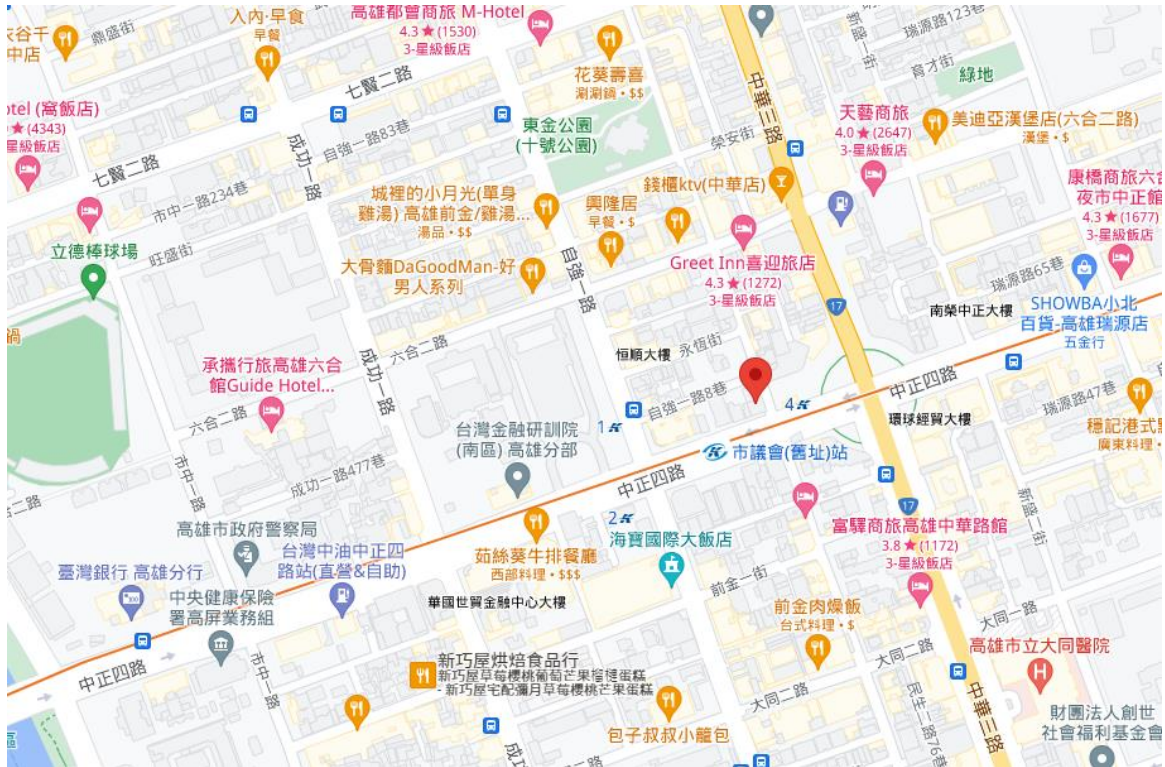 入內·早食
早餐
高雄都會商旅 M-Hotel
4.3 ★ (1530)
3-星級飯店
瑞源路123巷
新盛一街
鼎盛街
衣谷千
中店
花葵壽喜
涮涮鍋 • $$
七賢二路
中華三路
育才街
綠地
otel (窩飯店)
★ (4343)
星級飯店
成功一路
自強一路83巷
東金公園
(十號公園)
榮安街
天藝商旅
4.0 ★ (2647)
3-星級飯店
美迪亞漢堡店(六合二路)
漢堡 • $
七賢二路
市中一路234巷
城裡的小月光(單身
雞湯) 高雄前金/雞湯...
湯品 • $$
興隆居
早餐 • $
錢櫃ktv(中華店)
康橋商旅六合
夜市中正館
4.3 ★ (1677)
3-星級飯店
立德棒球場
旺盛街
自強一路
大骨麵DaGoodMan-好
男人系列
Greet Inn喜迎旅店
4.3 ★ (1272)
3-星級飯店
瑞源路65巷
17
南榮中正大樓
SHOWBA小北
百貨-高雄瑞源店
五金行
鍋
六合二路
恒順大樓
永恆街
承攜行旅高雄六合
館Guide Hotel...
成功一路
自強一路8巷
中正四路
瑞源路47巷
六合二路
4
環球經貿大樓
穩記港式
廣東料理 •
台灣金融研訓院
(南區) 高雄分部
1
市議會(舊址)站
市中一路
成功一路477巷
中正四路
17
新盛二街
二路
高雄市政府警察局
2
海寶國際大飯店
富驛商旅高雄中華路館
3.8 ★ (1172)
3-星級飯店
台灣中油中正四
路站(直營&自助)
茹絲葵牛排餐廳
西部料理 • $$$
臺灣銀行 高雄分行
前金一街
中央健康保險
署高屏業務組
華國世貿金融中心大樓
前金肉燥飯
台式料理 • $
大同一路
高雄市立大同醫院
中正四路
市中一路
新巧屋烘焙食品行
新巧屋草莓櫻桃葡萄芒果榴槤蛋糕
- 新巧屋宅配彌月草莓櫻桃芒果蛋糕
大同二路
大同二路
民生二路76巷
中華三路
財團法人創世
社會福利基金會
包子叔叔小籠包
成功
區